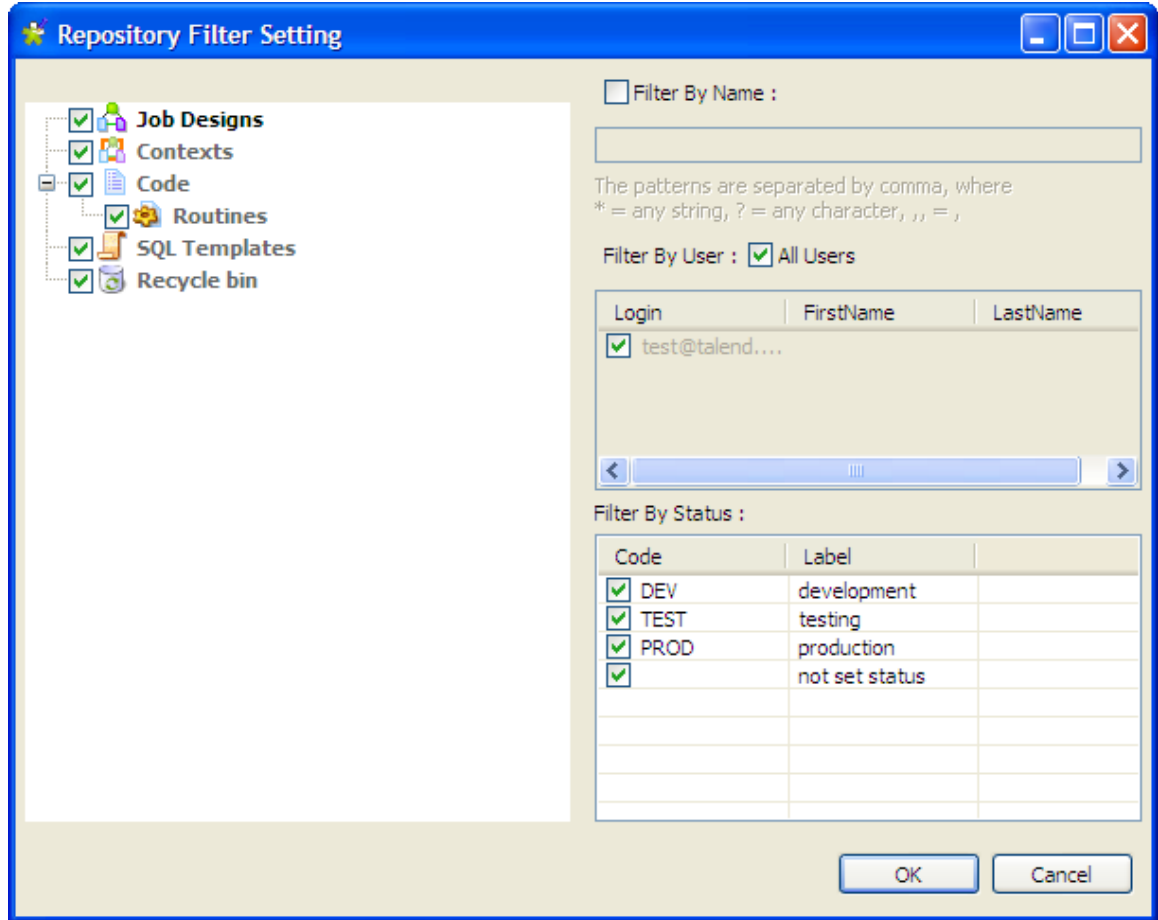 Repository Filter Setting
Job Designs
Contexts
Code
Routines
SQL Templates
Recycle bin
Filter By Name :
The patterns are separated by comma, where
* = any string, ? = any character, ,, = ,
Filter By User : All Users
Login FirstName LastName
test@talend....
Filter By Status :
Code Label
DEV development
TEST testing
PROD production
not set status
OK Cancel